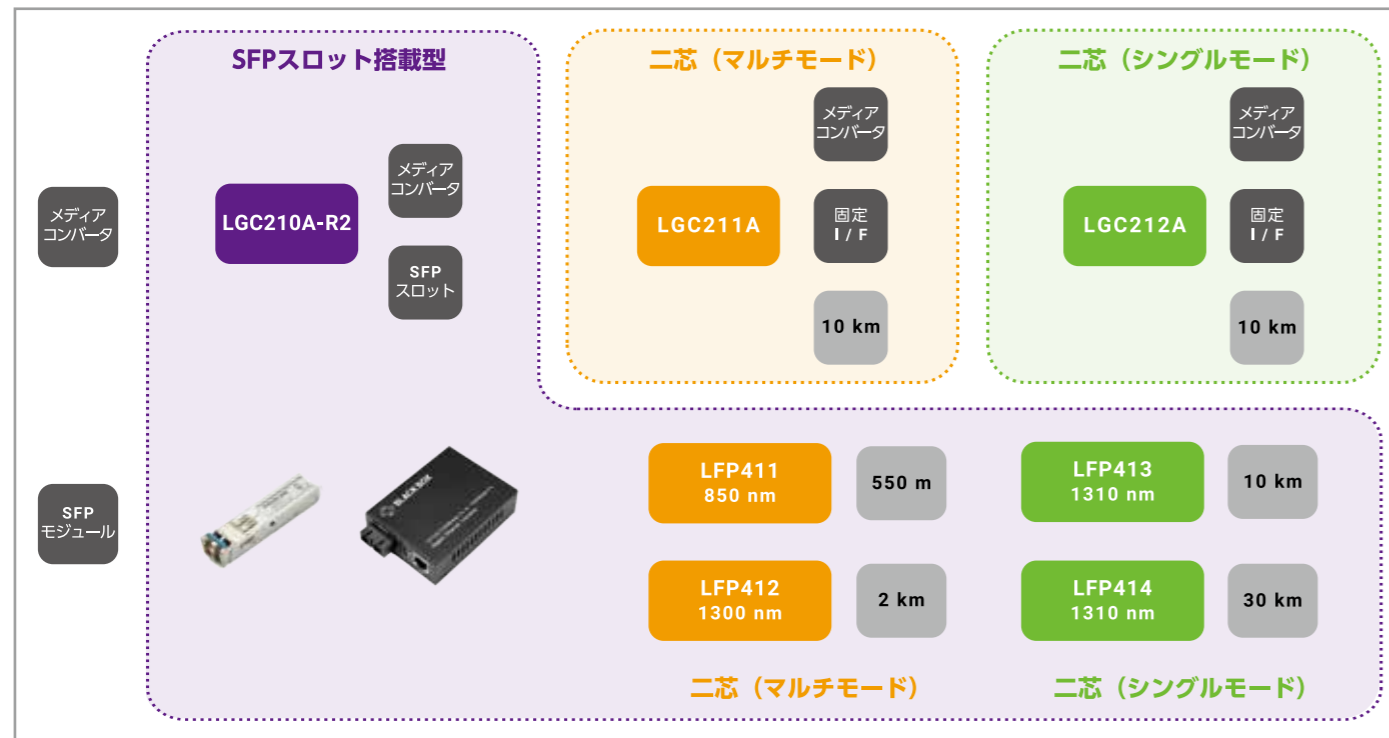 SFPスロット搭載型
二芯（マルチモード）
二芯（シングルモード）
メディア
コンバータ
LGC210A-R2
メディア
コンバータ
SFP
スロット
メディア
コンバータ
LGC211A
固定
I / F
10 km
メディア
コンバータ
LGC212A
固定
I / F
10 km
SFP
モジュール
BLACK BOX
LFP411
850 nm
550 m
LFP413
1310 nm
10 km
LFP412
1300 nm
2 km
LFP414
1310 nm
30 km
二芯（マルチモード）
二芯（シングルモード）